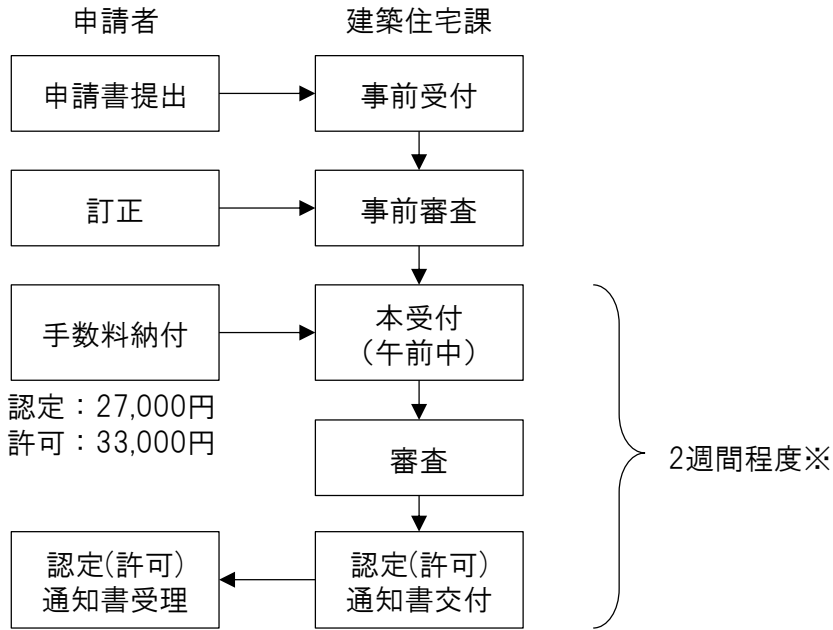 申請者
建築住宅課
申請書提出
事前受付
訂正
事前審査
手数料納付
本受付
（午前中）
認定：27,000円
許可：33,000円
審査
2週間程度※
認定(許可)
通知書受理
認定(許可)
通知書交付